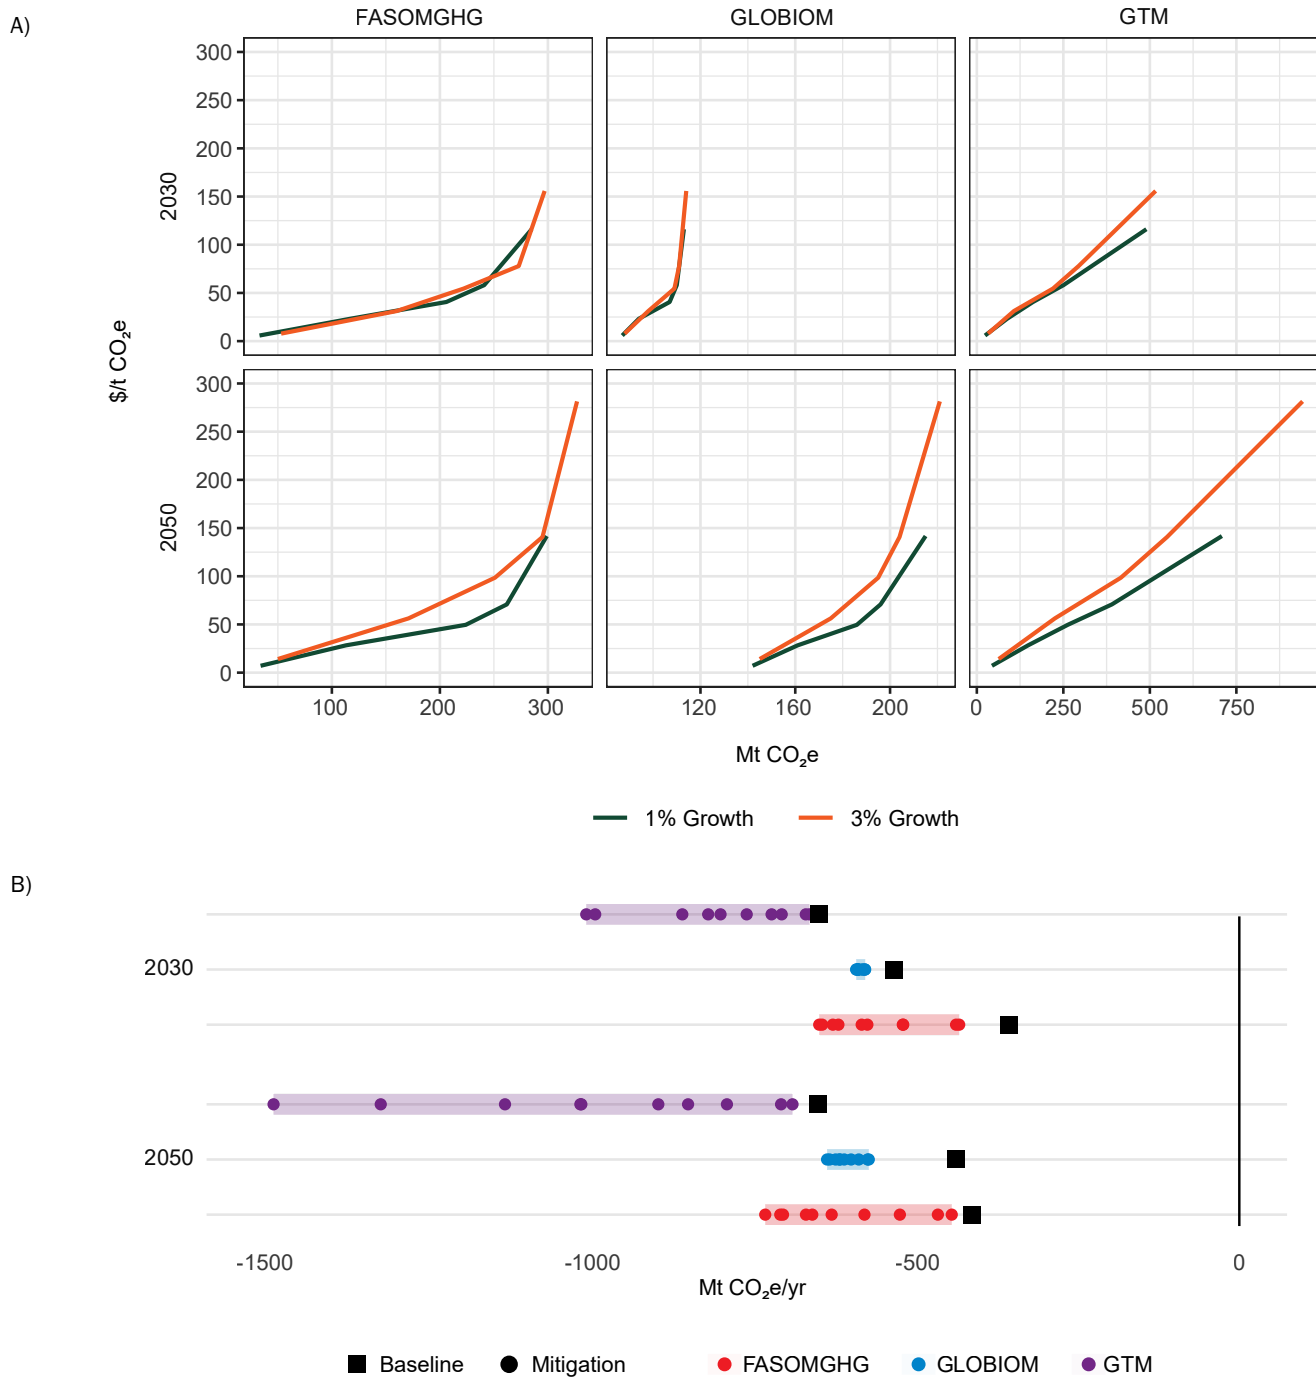 A)
FASOMGHG GLOBIOM GTM
300
250
200
150
100
50
0
2030
$/t CO₂e
300
250
200
150
100
50
0
2050
100 200 300 120 160 200 0 250 500 750
Mt CO₂e
1% Growth 3% Growth
B)
2030
2050
-1500 -1000 -500 0
Mt CO₂e/yr
Baseline Mitigation FASOMGHG GLOBIOM GTM